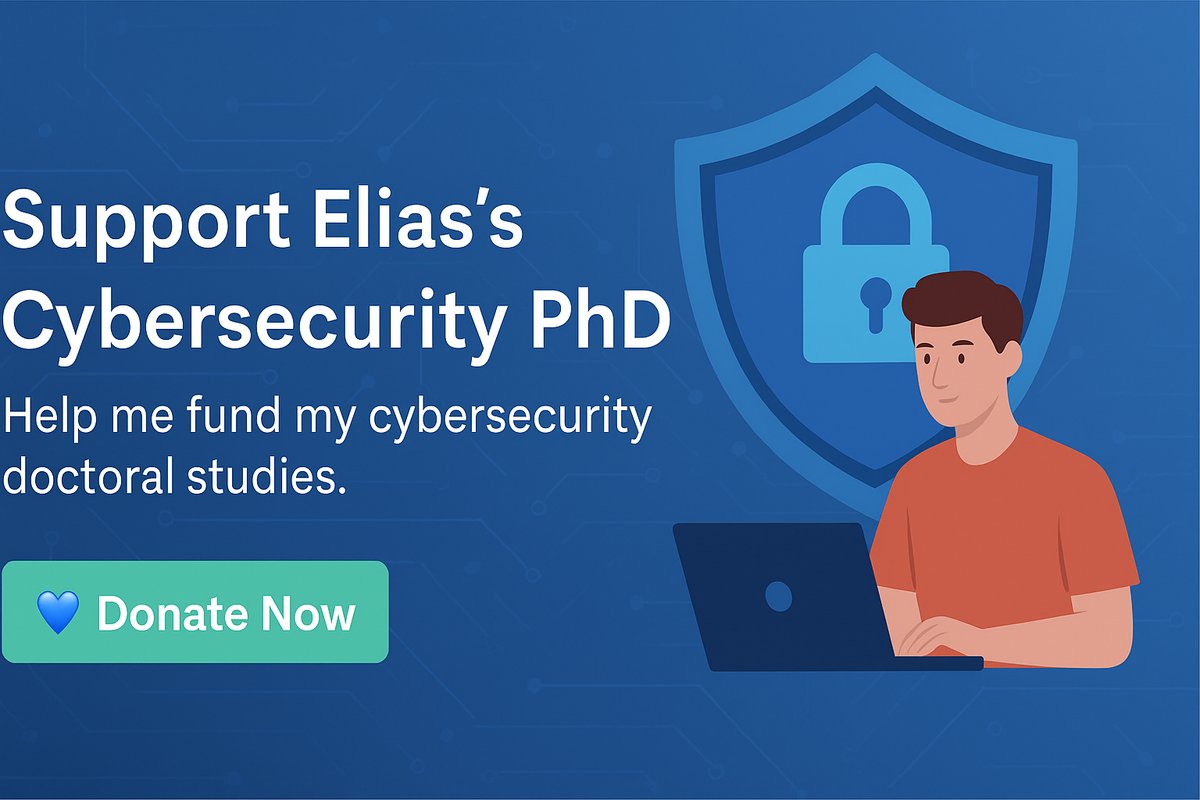 Support Elias’s
Cybersecurity PhD
Help me fund my cybersecurity
doctoral studies.
💙 Donate Now